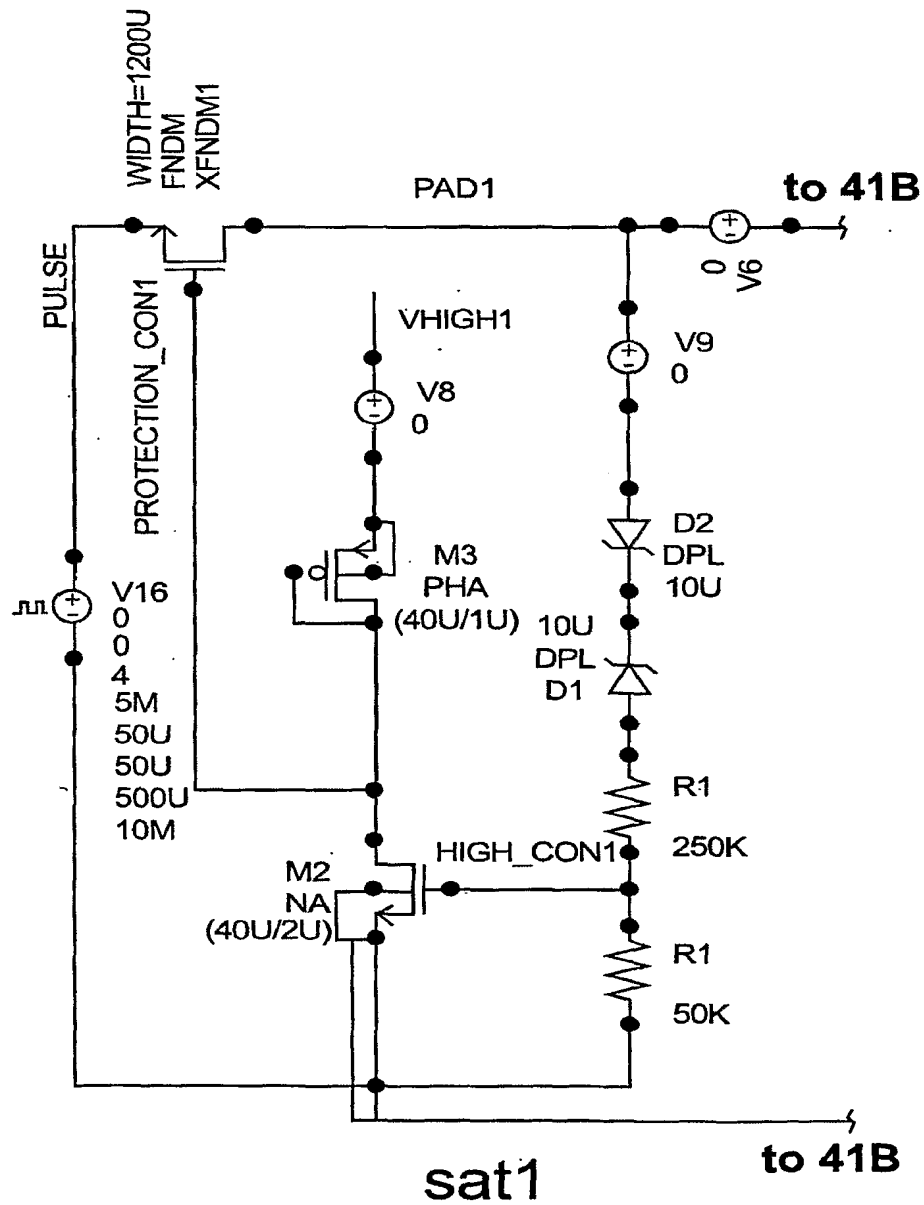 WIDTH=1200U
FNDM
XFNDM1
PAD1
to 41B
PULSE
PROTECTION_CON1
VHIGH1
V8
0
0
V6
V9
0
M3
PHA
(40U/1U)
D2
DPL
10U
10U
DPL
D1
V16
0
0
4
5M
50U
50U
500U
10M
R1
250K
HIGH_CON1
M2
NA
(40U/2U)
R1
50K
to 41B
sat1